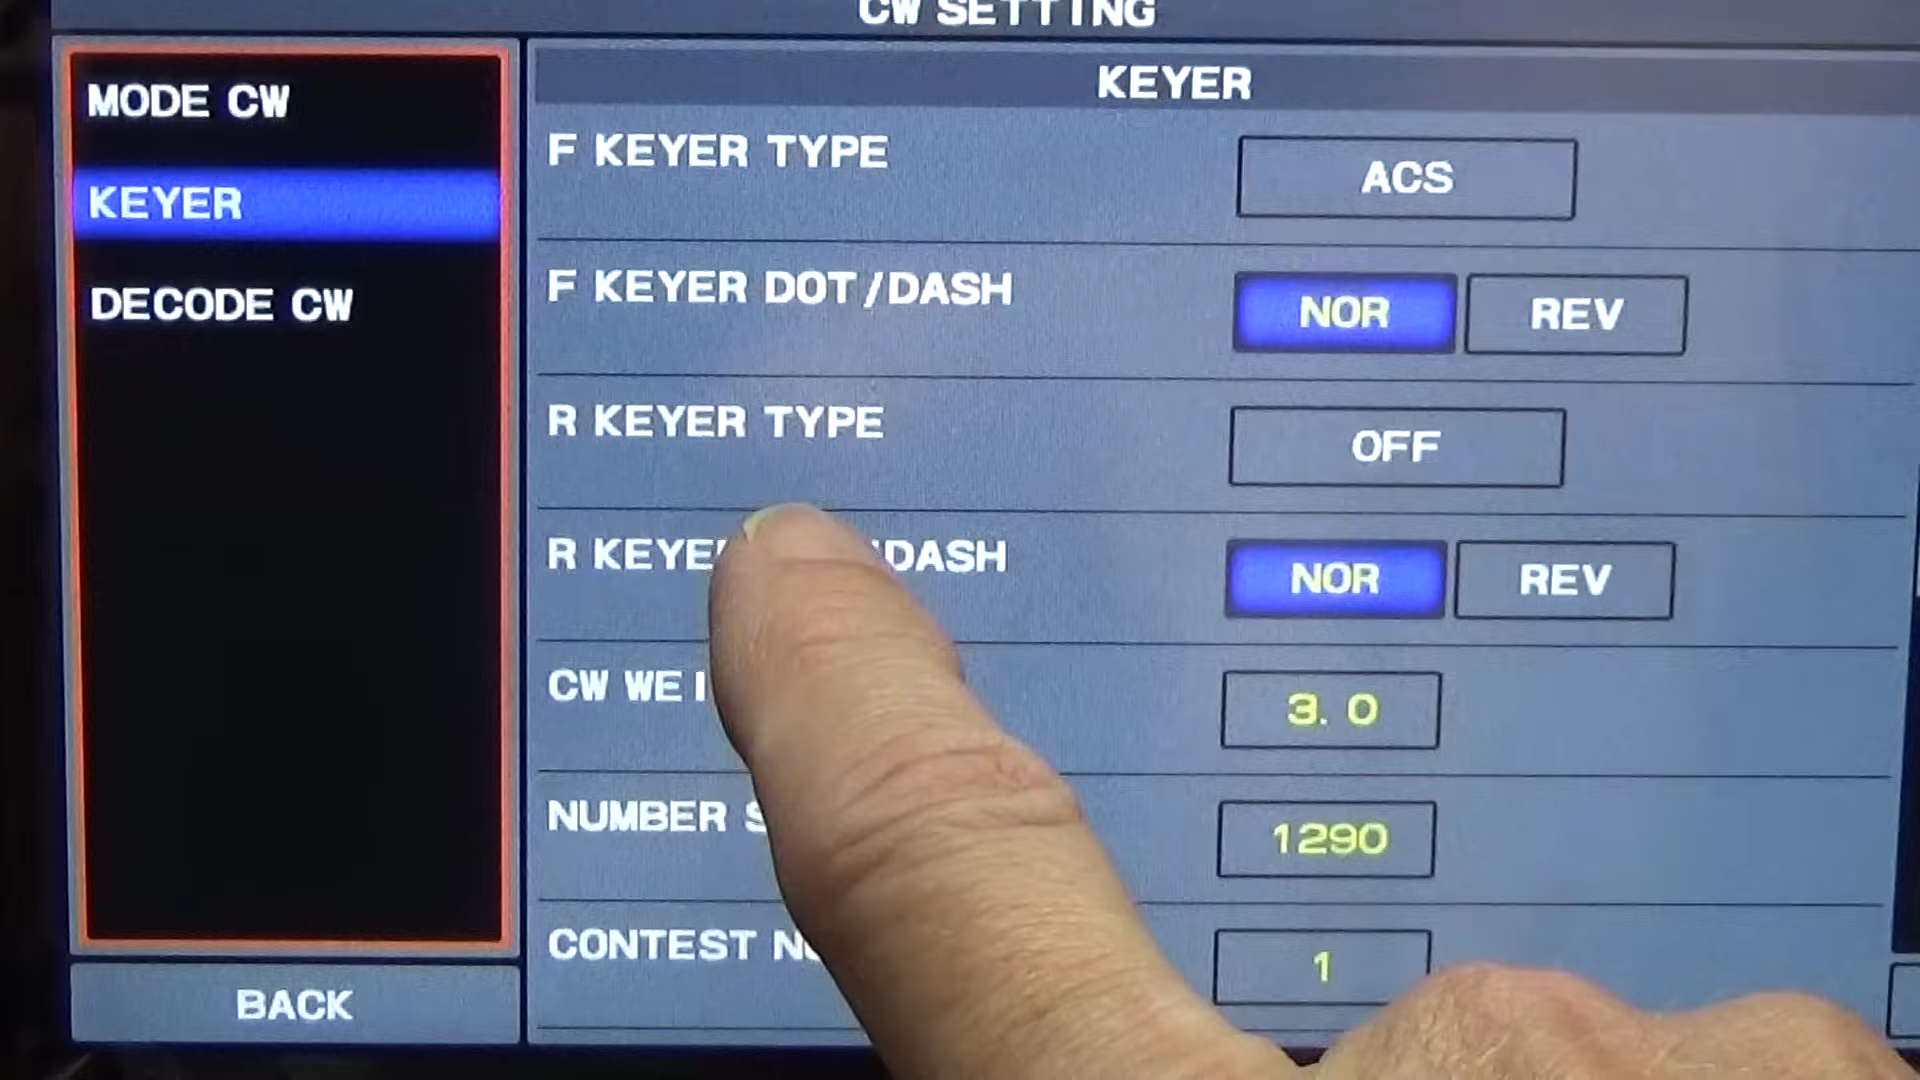 CW SETTING
MODE CW
KEYER
DECODE CW
BACK
KEYER
F KEYER TYPE ACS
F KEYER DOT/DASH NOR REV
R KEYER TYPE OFF
R /DASH NOR REV
CW 3.0
NUMBER 1290
CONTEST 1